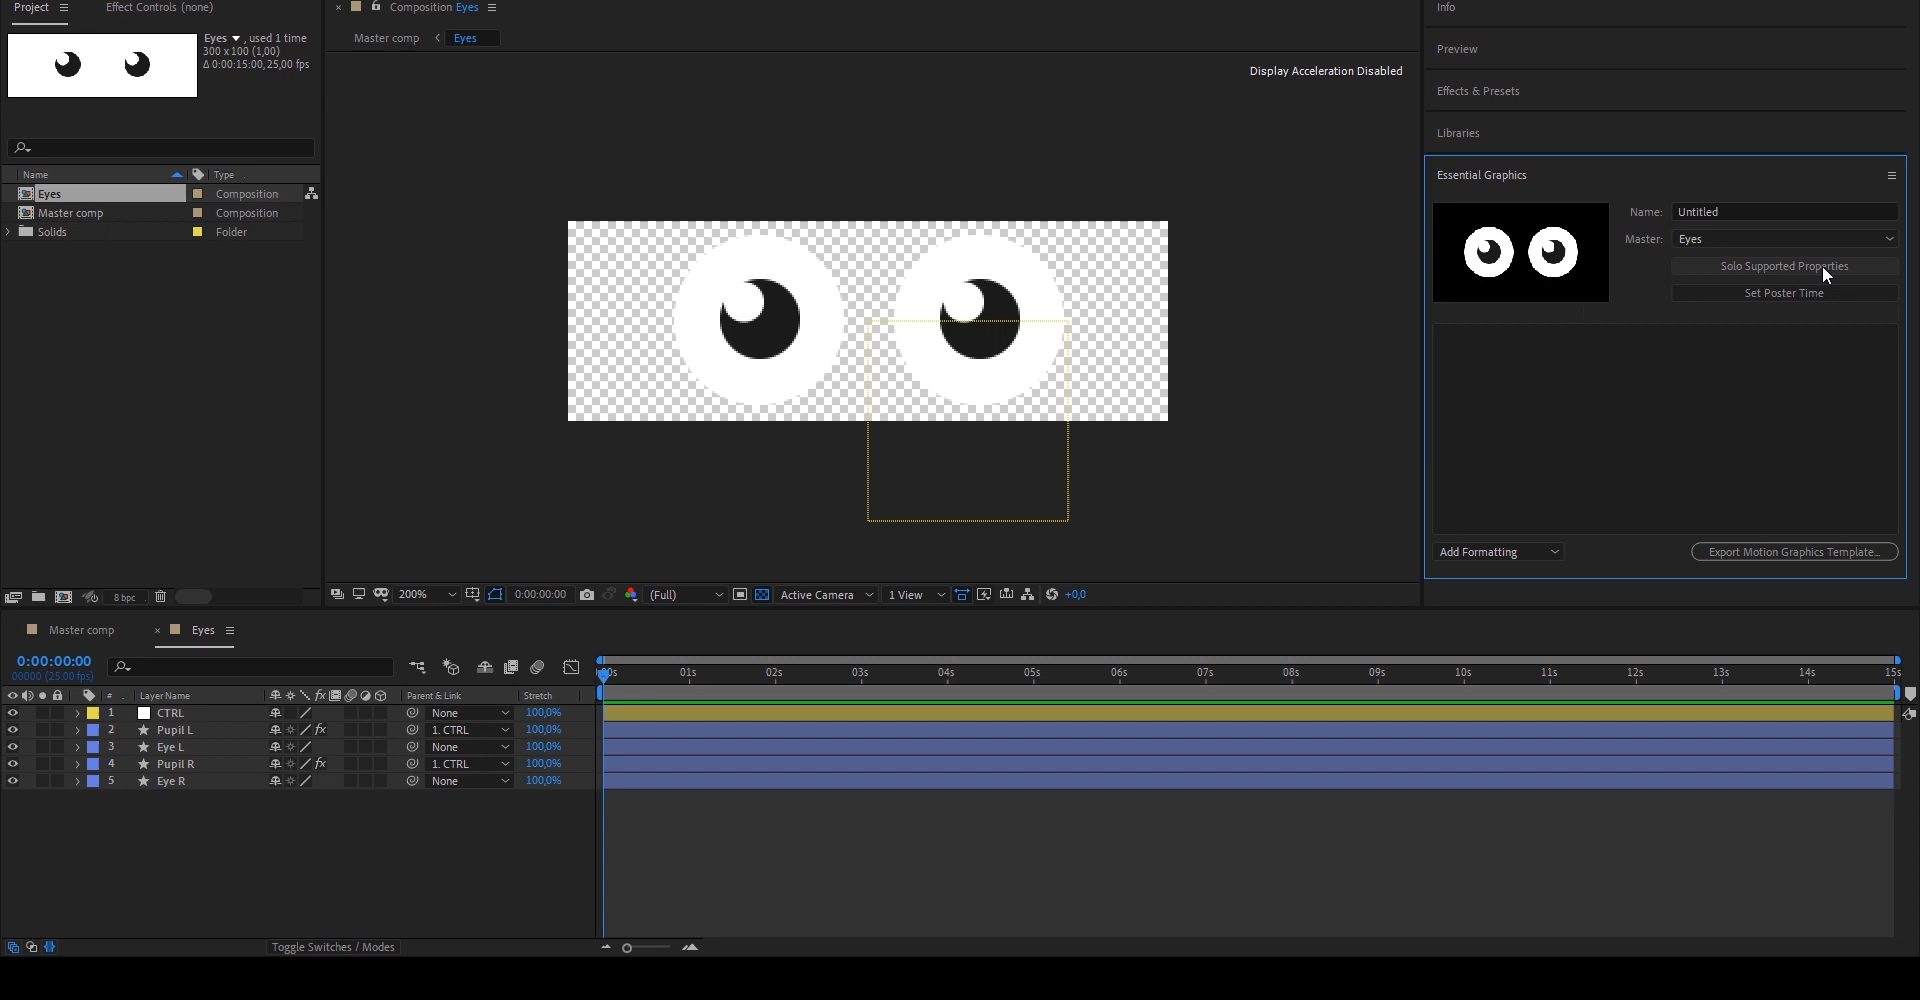 Project
Effect Controls (none)
Eyes , used 1 time
300 x 100 (1,00)
Δ 0:00:15:00, 25,00 fps
Name Type
Eyes Composition
Master comp Composition
Solids Folder
8 bpc
Composition Eyes
Master comp Eyes
Display Acceleration Disabled
200%
0:00:00:00
(Full)
Active Camera
1 View
+0,0
Info
Preview
Effects & Presets
Libraries
Essential Graphics
Name: Untitled
Master: Eyes
Solo Supported Properties
Set Poster Time
Add Formatting
Export Motion Graphics Template...
Master comp
Eyes
0:00:00:00
00000 (25.00 fps)
:00s 01s 02s 03s 04s 05s 06s 07s 08s 09s 10s 11s 12s 13s 14s 15s
# Layer Name fx Parent & Link Stretch
1 CTRL None 100,0%
2 Pupil L fx 1. CTRL 100,0%
3 Eye L None 100,0%
4 Pupil R fx 1. CTRL 100,0%
5 Eye R None 100,0%
Toggle Switches / Modes